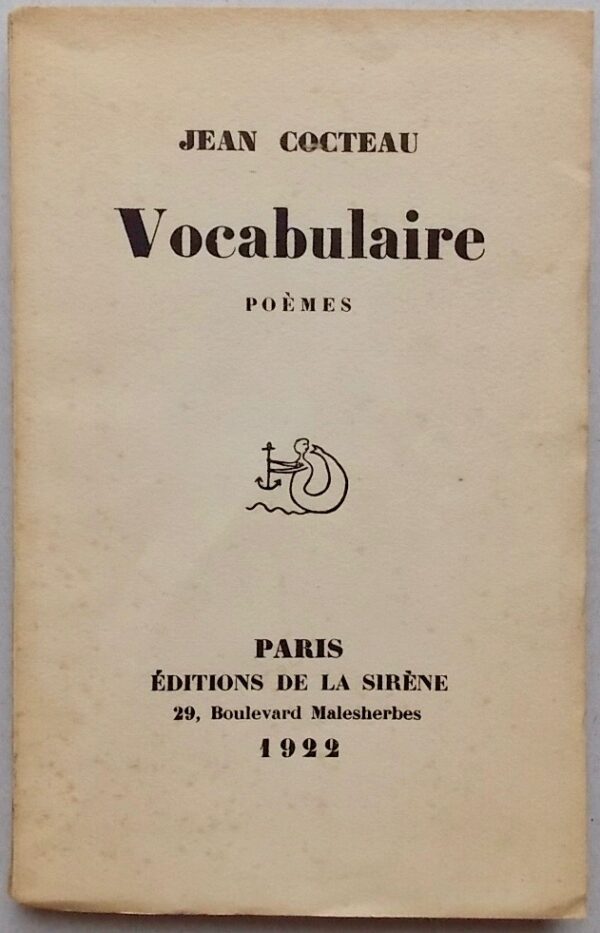 JEAN COCTEAU
Vocabulaire
POÈMES
PARIS
ÉDITIONS DE LA SIRÈNE
29, Boulevard Malesherbes
1922